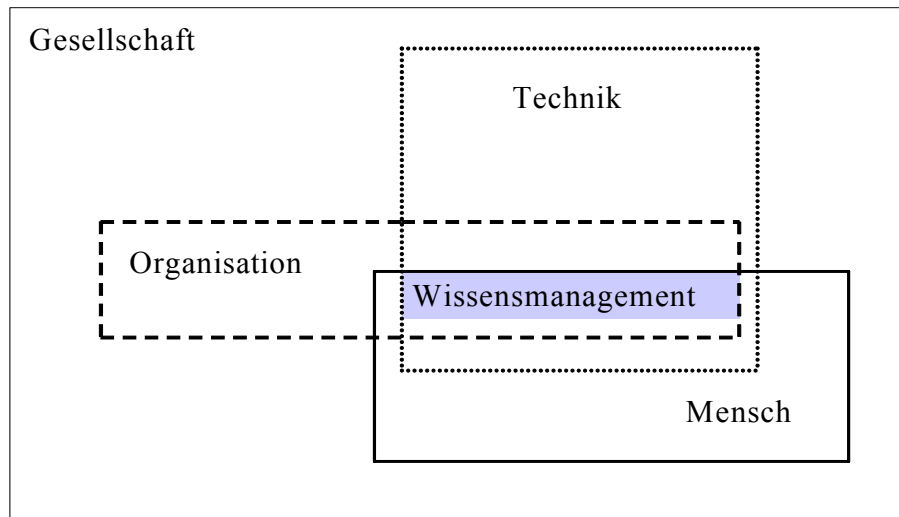 Gesellschaft
Technik
Organisation
Wissensmanagement
Mensch